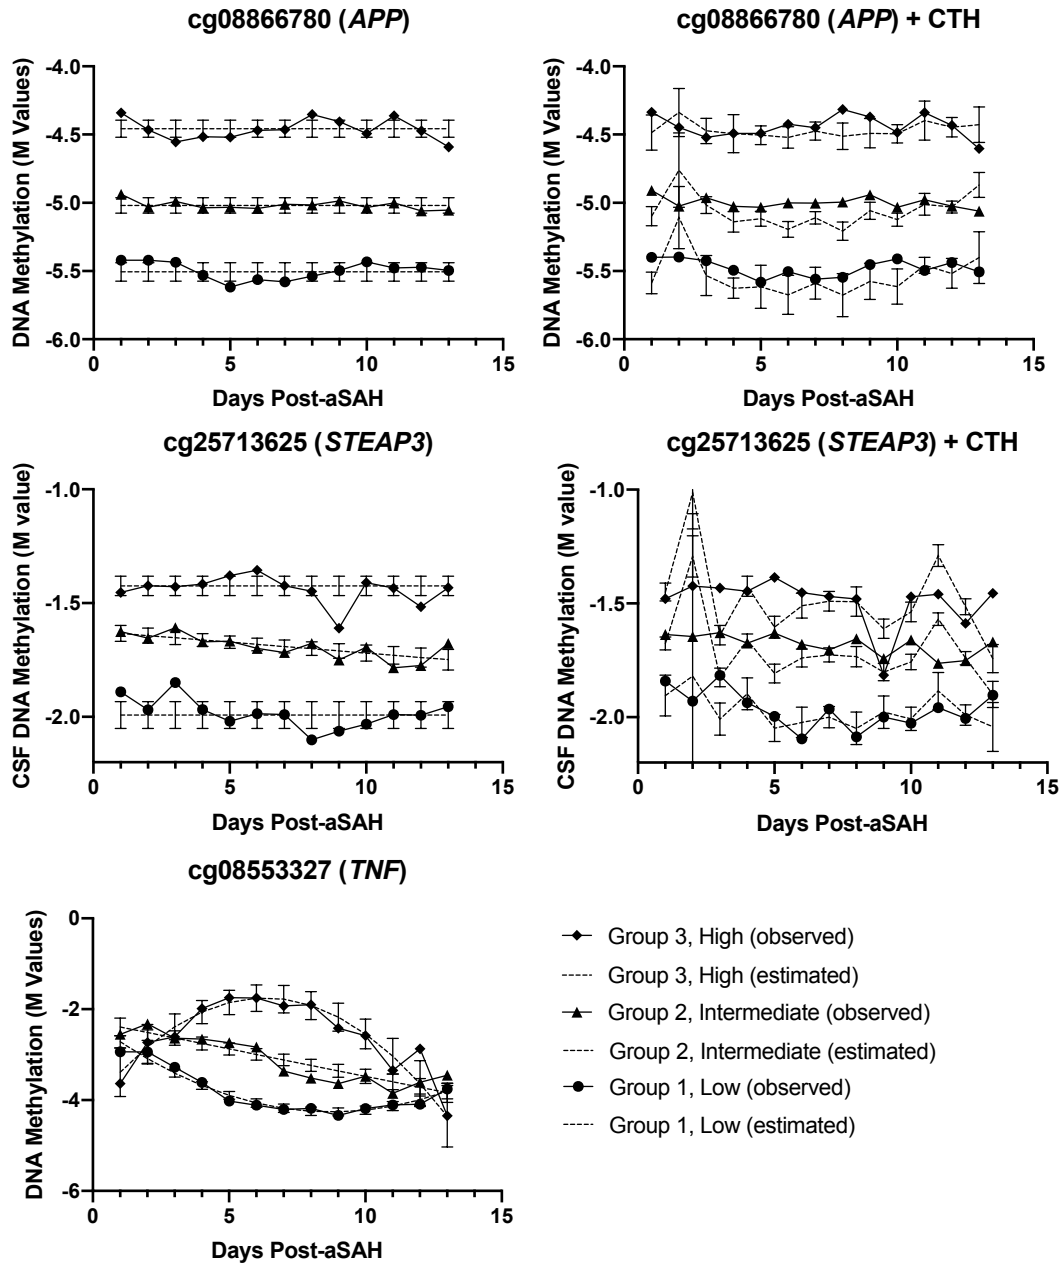 cg08866780 (APP)
DNA Methylation (M Values)
-4.0
-4.5
-5.0
-5.5
-6.0
0
5
10
15
Days Post-aSAH
cg08866780 (APP) + CTH
DNA Methylation (M Values)
-4.0
-4.5
-5.0
-5.5
-6.0
0
5
10
15
Days Post-aSAH
cg25713625 (STEAP3)
CSF DNA Methylation (M value)
-1.0
-1.5
-2.0
0
5
10
15
Days Post-aSAH
cg25713625 (STEAP3) + CTH
CSF DNA Methylation (M value)
-1.0
-1.5
-2.0
0
5
10
15
Days Post-aSAH
cg08553327 (TNF)
DNA Methylation (M Values)
0
-2
-4
-6
0
5
10
15
Days Post-aSAH
Group 3, High (observed)
Group 3, High (estimated)
Group 2, Intermediate (observed)
Group 2, Intermediate (estimated)
Group 1, Low (observed)
Group 1, Low (estimated)